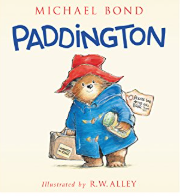 MICHAEL BOND
PADDINGTON
Illustrated by R.W. ALLEY